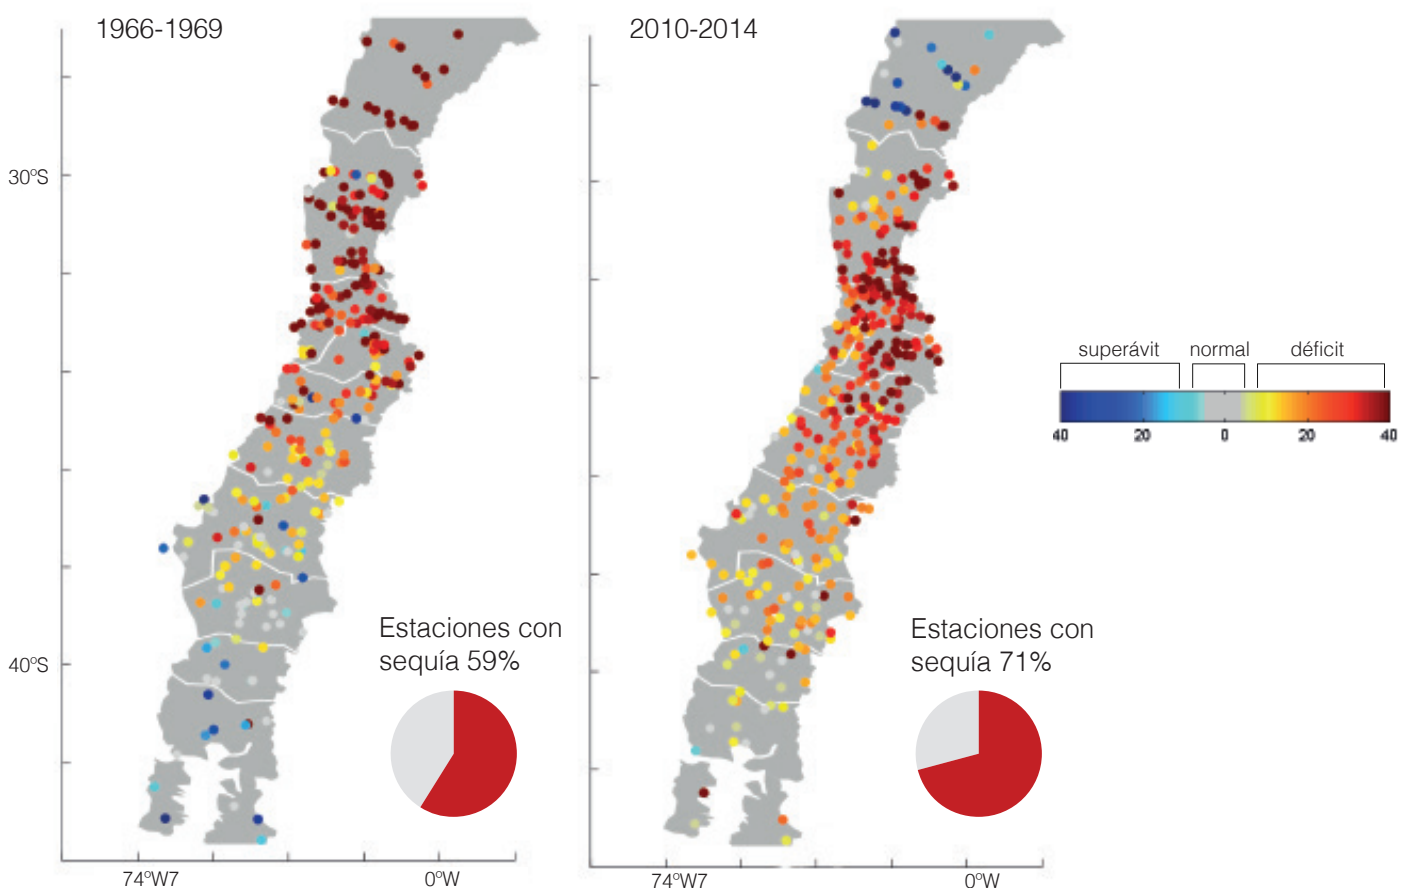 1966-1969
2010-2014
30ºS
40ºS
superávit normal déficit
40 20 0 20 40
Estaciones con
sequía 59%
Estaciones con
sequía 71%
74ºW7 0ºW
74ºW7 0ºW